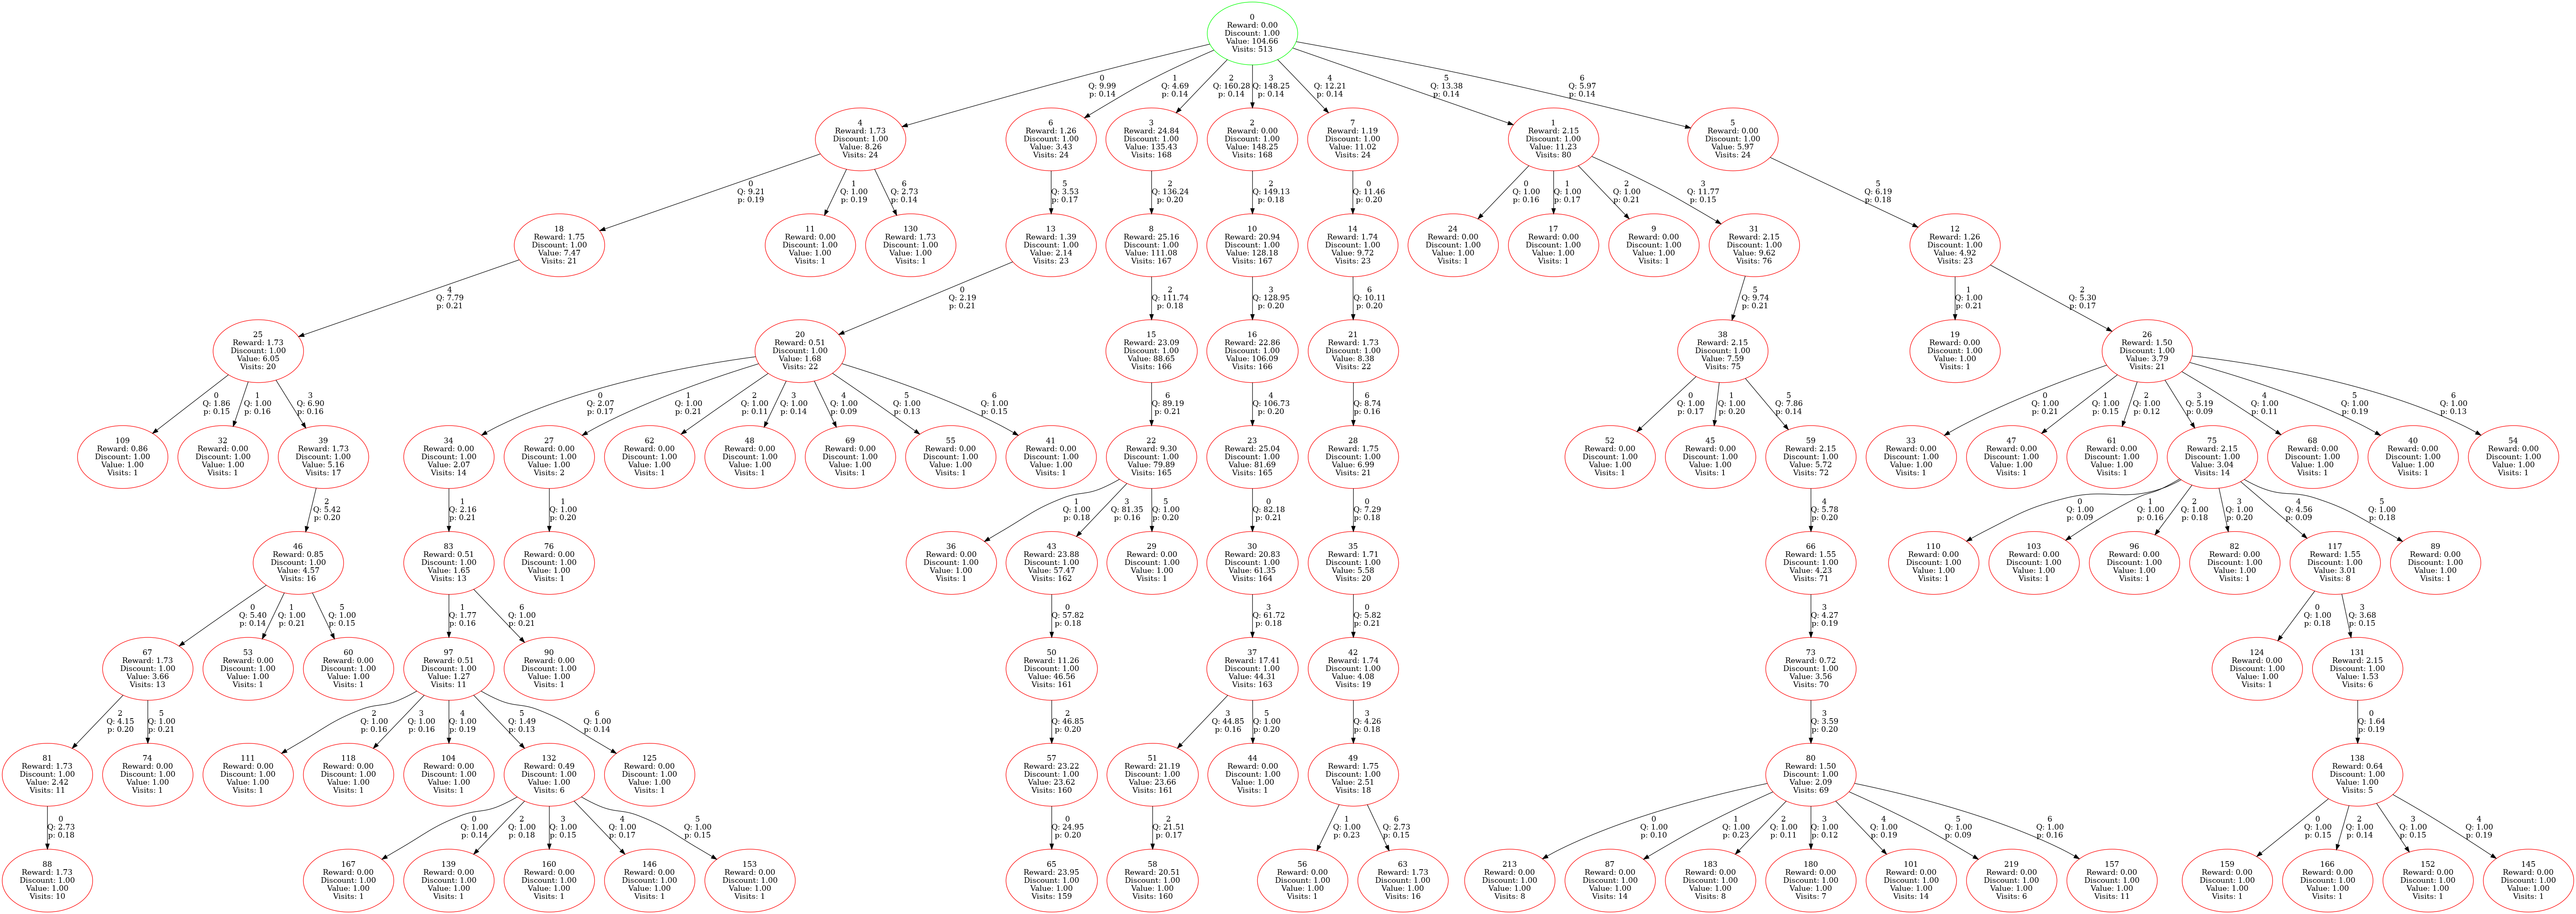 0
Reward: 0.00
Discount: 1.00
Value: 104.66
Visits: 513
0
Q: 9.99
p: 0.14
1
Q: 4.69
p: 0.14
2
Q: 160.28
p: 0.14
3
Q: 148.25
p: 0.14
4
Q: 12.21
p: 0.14
5
Q: 13.38
p: 0.14
6
Q: 5.97
p: 0.14
4
Reward: 1.73
Discount: 1.00
Value: 8.26
Visits: 24
6
Reward: 1.26
Discount: 1.00
Value: 3.43
Visits: 24
3
Reward: 24.84
Discount: 1.00
Value: 135.43
Visits: 168
2
Reward: 0.00
Discount: 1.00
Value: 148.25
Visits: 168
7
Reward: 1.19
Discount: 1.00
Value: 11.02
Visits: 24
1
Reward: 2.15
Discount: 1.00
Value: 11.23
Visits: 80
5
Reward: 0.00
Discount: 1.00
Value: 5.97
Visits: 24
0
Q: 9.21
p: 0.19
1
Q: 1.00
p: 0.19
6
Q: 2.73
p: 0.14
5
Q: 3.53
p: 0.17
2
Q: 136.24
p: 0.20
2
Q: 149.13
p: 0.18
0
Q: 11.46
p: 0.20
0
Q: 1.00
p: 0.16
1
Q: 1.00
p: 0.17
2
Q: 1.00
p: 0.21
3
Q: 11.77
p: 0.15
5
Q: 6.19
p: 0.18
18
Reward: 1.75
Discount: 1.00
Value: 7.47
Visits: 21
11
Reward: 0.00
Discount: 1.00
Value: 1.00
Visits: 1
130
Reward: 1.73
Discount: 1.00
Value: 1.00
Visits: 1
13
Reward: 1.39
Discount: 1.00
Value: 2.14
Visits: 23
8
Reward: 25.16
Discount: 1.00
Value: 111.08
Visits: 167
10
Reward: 20.94
Discount: 1.00
Value: 128.18
Visits: 167
14
Reward: 1.74
Discount: 1.00
Value: 9.72
Visits: 23
24
Reward: 0.00
Discount: 1.00
Value: 1.00
Visits: 1
17
Reward: 0.00
Discount: 1.00
Value: 1.00
Visits: 1
9
Reward: 0.00
Discount: 1.00
Value: 1.00
Visits: 1
31
Reward: 2.15
Discount: 1.00
Value: 9.62
Visits: 76
12
Reward: 1.26
Discount: 1.00
Value: 4.92
Visits: 23
4
Q: 7.79
p: 0.21
0
Q: 2.19
p: 0.21
2
Q: 111.74
p: 0.18
3
Q: 128.95
p: 0.20
6
Q: 10.11
p: 0.20
5
Q: 9.74
p: 0.21
1
Q: 1.00
p: 0.21
2
Q: 5.30
p: 0.17
25
Reward: 1.73
Discount: 1.00
Value: 6.05
Visits: 20
20
Reward: 0.51
Discount: 1.00
Value: 1.68
Visits: 22
15
Reward: 23.09
Discount: 1.00
Value: 88.65
Visits: 166
16
Reward: 22.86
Discount: 1.00
Value: 106.09
Visits: 166
21
Reward: 1.73
Discount: 1.00
Value: 8.38
Visits: 22
38
Reward: 2.15
Discount: 1.00
Value: 7.59
Visits: 75
19
Reward: 0.00
Discount: 1.00
Value: 1.00
Visits: 1
26
Reward: 1.50
Discount: 1.00
Value: 3.79
Visits: 21
0
Q: 1.86
p: 0.15
1
Q: 1.00
p: 0.16
3
Q: 6.90
p: 0.16
0
Q: 2.07
p: 0.17
1
Q: 1.00
p: 0.21
2
Q: 1.00
p: 0.11
3
Q: 1.00
p: 0.14
4
Q: 1.00
p: 0.09
5
Q: 1.00
p: 0.13
6
Q: 1.00
p: 0.15
6
Q: 89.19
p: 0.21
4
Q: 106.73
p: 0.20
6
Q: 8.74
p: 0.16
0
Q: 1.00
p: 0.17
1
Q: 1.00
p: 0.20
5
Q: 7.86
p: 0.14
0
Q: 1.00
p: 0.21
1
Q: 1.00
p: 0.15
2
Q: 1.00
p: 0.12
3
Q: 5.19
p: 0.09
4
Q: 1.00
p: 0.11
5
Q: 1.00
p: 0.19
6
Q: 1.00
p: 0.13
109
Reward: 0.86
Discount: 1.00
Value: 1.00
Visits: 1
32
Reward: 0.00
Discount: 1.00
Value: 1.00
Visits: 1
39
Reward: 1.73
Discount: 1.00
Value: 5.16
Visits: 17
34
Reward: 0.00
Discount: 1.00
Value: 2.07
Visits: 14
27
Reward: 0.00
Discount: 1.00
Value: 1.00
Visits: 2
62
Reward: 0.00
Discount: 1.00
Value: 1.00
Visits: 1
48
Reward: 0.00
Discount: 1.00
Value: 1.00
Visits: 1
69
Reward: 0.00
Discount: 1.00
Value: 1.00
Visits: 1
55
Reward: 0.00
Discount: 1.00
Value: 1.00
Visits: 1
41
Reward: 0.00
Discount: 1.00
Value: 1.00
Visits: 1
22
Reward: 9.30
Discount: 1.00
Value: 79.89
Visits: 165
23
Reward: 25.04
Discount: 1.00
Value: 81.69
Visits: 165
28
Reward: 1.75
Discount: 1.00
Value: 6.99
Visits: 21
52
Reward: 0.00
Discount: 1.00
Value: 1.00
Visits: 1
45
Reward: 0.00
Discount: 1.00
Value: 1.00
Visits: 1
59
Reward: 2.15
Discount: 1.00
Value: 5.72
Visits: 72
33
Reward: 0.00
Discount: 1.00
Value: 1.00
Visits: 1
47
Reward: 0.00
Discount: 1.00
Value: 1.00
Visits: 1
61
Reward: 0.00
Discount: 1.00
Value: 1.00
Visits: 1
75
Reward: 2.15
Discount: 1.00
Value: 3.04
Visits: 14
68
Reward: 0.00
Discount: 1.00
Value: 1.00
Visits: 1
40
Reward: 0.00
Discount: 1.00
Value: 1.00
Visits: 1
54
Reward: 0.00
Discount: 1.00
Value: 1.00
Visits: 1
2
Q: 5.42
p: 0.20
1
Q: 2.16
p: 0.21
1
Q: 1.00
p: 0.20
1
Q: 1.00
p: 0.18
3
Q: 81.35
p: 0.16
5
Q: 1.00
p: 0.20
0
Q: 82.18
p: 0.21
0
Q: 7.29
p: 0.18
4
Q: 5.78
p: 0.20
0
Q: 1.00
p: 0.09
1
Q: 1.00
p: 0.16
2
Q: 1.00
p: 0.18
3
Q: 1.00
p: 0.20
4
Q: 4.56
p: 0.09
5
Q: 1.00
p: 0.18
46
Reward: 0.85
Discount: 1.00
Value: 4.57
Visits: 16
83
Reward: 0.51
Discount: 1.00
Value: 1.65
Visits: 13
76
Reward: 0.00
Discount: 1.00
Value: 1.00
Visits: 1
36
Reward: 0.00
Discount: 1.00
Value: 1.00
Visits: 1
43
Reward: 23.88
Discount: 1.00
Value: 57.47
Visits: 162
29
Reward: 0.00
Discount: 1.00
Value: 1.00
Visits: 1
30
Reward: 20.83
Discount: 1.00
Value: 61.35
Visits: 164
35
Reward: 1.71
Discount: 1.00
Value: 5.58
Visits: 20
66
Reward: 1.55
Discount: 1.00
Value: 4.23
Visits: 71
110
Reward: 0.00
Discount: 1.00
Value: 1.00
Visits: 1
103
Reward: 0.00
Discount: 1.00
Value: 1.00
Visits: 1
96
Reward: 0.00
Discount: 1.00
Value: 1.00
Visits: 1
82
Reward: 0.00
Discount: 1.00
Value: 1.00
Visits: 1
117
Reward: 1.55
Discount: 1.00
Value: 3.01
Visits: 8
89
Reward: 0.00
Discount: 1.00
Value: 1.00
Visits: 1
0
Q: 5.40
p: 0.14
1
Q: 1.00
p: 0.21
5
Q: 1.00
p: 0.15
1
Q: 1.77
p: 0.16
6
Q: 1.00
p: 0.21
0
Q: 57.82
p: 0.18
3
Q: 61.72
p: 0.18
0
Q: 5.82
p: 0.21
3
Q: 4.27
p: 0.19
0
Q: 1.00
p: 0.18
3
Q: 3.68
p: 0.15
67
Reward: 1.73
Discount: 1.00
Value: 3.66
Visits: 13
53
Reward: 0.00
Discount: 1.00
Value: 1.00
Visits: 1
60
Reward: 0.00
Discount: 1.00
Value: 1.00
Visits: 1
97
Reward: 0.51
Discount: 1.00
Value: 1.27
Visits: 11
90
Reward: 0.00
Discount: 1.00
Value: 1.00
Visits: 1
50
Reward: 11.26
Discount: 1.00
Value: 46.56
Visits: 161
37
Reward: 17.41
Discount: 1.00
Value: 44.31
Visits: 163
42
Reward: 1.74
Discount: 1.00
Value: 4.08
Visits: 19
73
Reward: 0.72
Discount: 1.00
Value: 3.56
Visits: 70
124
Reward: 0.00
Discount: 1.00
Value: 1.00
Visits: 1
131
Reward: 2.15
Discount: 1.00
Value: 1.53
Visits: 6
2
Q: 4.15
p: 0.20
5
Q: 1.00
p: 0.21
2
Q: 1.00
p: 0.16
3
Q: 1.00
p: 0.16
4
Q: 1.00
p: 0.19
5
Q: 1.49
p: 0.13
6
Q: 1.00
p: 0.14
2
Q: 46.85
p: 0.20
3
Q: 44.85
p: 0.16
5
Q: 1.00
p: 0.20
3
Q: 4.26
p: 0.18
3
Q: 3.59
p: 0.20
0
Q: 1.64
p: 0.19
81
Reward: 1.73
Discount: 1.00
Value: 2.42
Visits: 11
74
Reward: 0.00
Discount: 1.00
Value: 1.00
Visits: 1
111
Reward: 0.00
Discount: 1.00
Value: 1.00
Visits: 1
118
Reward: 0.00
Discount: 1.00
Value: 1.00
Visits: 1
104
Reward: 0.00
Discount: 1.00
Value: 1.00
Visits: 1
132
Reward: 0.49
Discount: 1.00
Value: 1.00
Visits: 6
125
Reward: 0.00
Discount: 1.00
Value: 1.00
Visits: 1
57
Reward: 23.22
Discount: 1.00
Value: 23.62
Visits: 160
51
Reward: 21.19
Discount: 1.00
Value: 23.66
Visits: 161
44
Reward: 0.00
Discount: 1.00
Value: 1.00
Visits: 1
49
Reward: 1.75
Discount: 1.00
Value: 2.51
Visits: 18
80
Reward: 1.50
Discount: 1.00
Value: 2.09
Visits: 69
138
Reward: 0.64
Discount: 1.00
Value: 1.00
Visits: 5
0
Q: 2.73
p: 0.18
0
Q: 1.00
p: 0.14
2
Q: 1.00
p: 0.18
3
Q: 1.00
p: 0.15
4
Q: 1.00
p: 0.17
5
Q: 1.00
p: 0.15
0
Q: 24.95
p: 0.20
2
Q: 21.51
p: 0.17
1
Q: 1.00
p: 0.23
6
Q: 2.73
p: 0.15
0
Q: 1.00
p: 0.10
1
Q: 1.00
p: 0.23
2
Q: 1.00
p: 0.11
3
Q: 1.00
p: 0.12
4
Q: 1.00
p: 0.19
5
Q: 1.00
p: 0.09
6
Q: 1.00
p: 0.16
0
Q: 1.00
p: 0.15
2
Q: 1.00
p: 0.14
3
Q: 1.00
p: 0.15
4
Q: 1.00
p: 0.19
88
Reward: 1.73
Discount: 1.00
Value: 1.00
Visits: 10
167
Reward: 0.00
Discount: 1.00
Value: 1.00
Visits: 1
139
Reward: 0.00
Discount: 1.00
Value: 1.00
Visits: 1
160
Reward: 0.00
Discount: 1.00
Value: 1.00
Visits: 1
146
Reward: 0.00
Discount: 1.00
Value: 1.00
Visits: 1
153
Reward: 0.00
Discount: 1.00
Value: 1.00
Visits: 1
65
Reward: 23.95
Discount: 1.00
Value: 1.00
Visits: 159
58
Reward: 20.51
Discount: 1.00
Value: 1.00
Visits: 160
56
Reward: 0.00
Discount: 1.00
Value: 1.00
Visits: 1
63
Reward: 1.73
Discount: 1.00
Value: 1.00
Visits: 16
213
Reward: 0.00
Discount: 1.00
Value: 1.00
Visits: 8
87
Reward: 0.00
Discount: 1.00
Value: 1.00
Visits: 14
183
Reward: 0.00
Discount: 1.00
Value: 1.00
Visits: 8
180
Reward: 0.00
Discount: 1.00
Value: 1.00
Visits: 7
101
Reward: 0.00
Discount: 1.00
Value: 1.00
Visits: 14
219
Reward: 0.00
Discount: 1.00
Value: 1.00
Visits: 6
157
Reward: 0.00
Discount: 1.00
Value: 1.00
Visits: 11
159
Reward: 0.00
Discount: 1.00
Value: 1.00
Visits: 1
166
Reward: 0.00
Discount: 1.00
Value: 1.00
Visits: 1
152
Reward: 0.00
Discount: 1.00
Value: 1.00
Visits: 1
145
Reward: 0.00
Discount: 1.00
Value: 1.00
Visits: 1